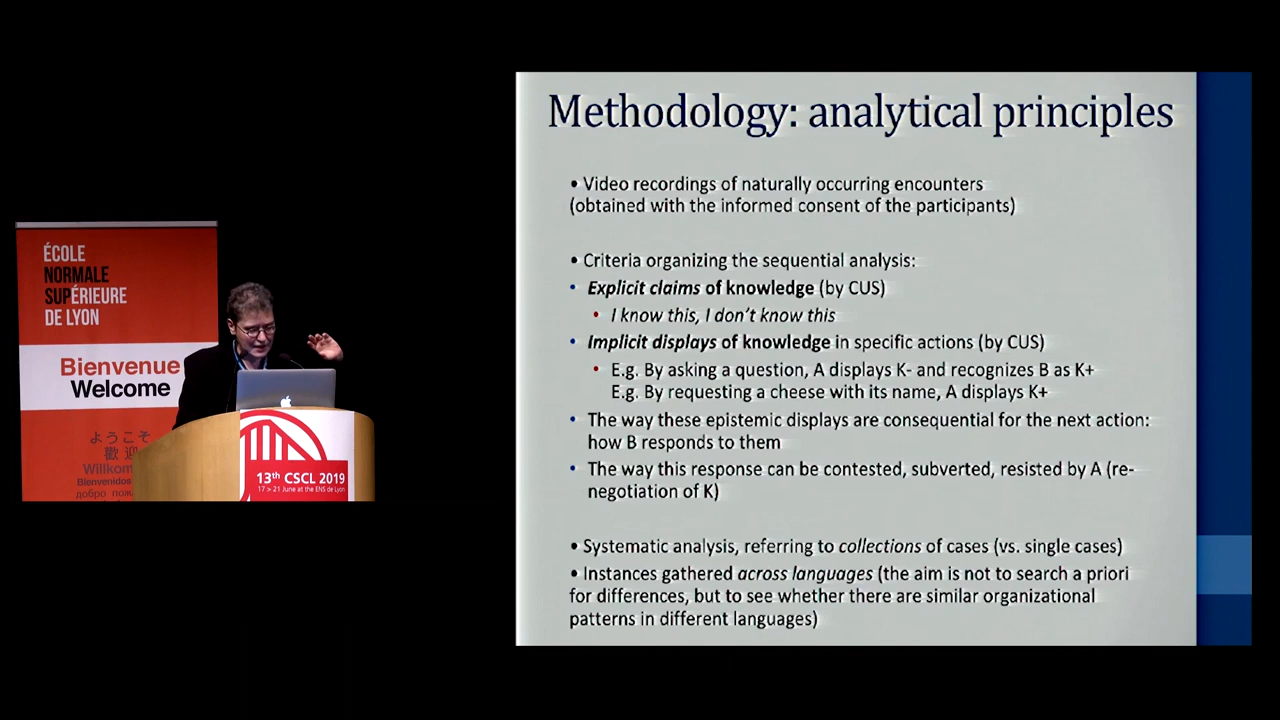 ÉCOLE
NORMALE
SUPÉRIEURE
DE LYON
Bienvenue
Welcome
ようこそ
歡迎
Willkom
Bienvenidos
добро пож
13th CSCL 2019
17 > 21 June at the ENS de Lyon
Methodology: analytical principles
• Video recordings of naturally occurring encounters
(obtained with the informed consent of the participants)
• Criteria organizing the sequential analysis:
• Explicit claims of knowledge (by CUS)
• I know this, I don't know this
• Implicit displays of knowledge in specific actions (by CUS)
• E.g. By asking a question, A displays K- and recognizes B as K+
E.g. By requesting a cheese with its name, A displays K+
• The way these epistemic displays are consequential for the next action:
how B responds to them
• The way this response can be contested, subverted, resisted by A (re-
negotiation of K)
• Systematic analysis, referring to collections of cases (vs. single cases)
• Instances gathered across languages (the aim is not to search a priori
for differences, but to see whether there are similar organizational
patterns in different languages)